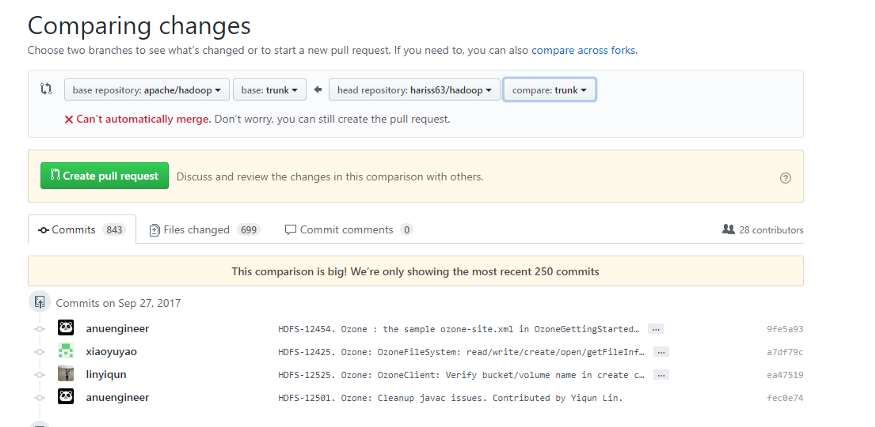 Comparing changes
Choose two branches to see what's changed or to start a new pull request. If you need to, you can also compare across forks.
base repository: apache/hadoop base: trunk head repository: hariss63/hadoop compare: trunk
Can't automatically merge. Don't worry, you can still create the pull request.
Create pull request Discuss and review the changes in this comparison with others.
Commits 843 Files changed 699 Commit comments 0 28 contributors
This comparison is big! We're only showing the most recent 250 commits
Commits on Sep 27, 2017
anuengineer HDFS-12454. Ozone : the sample ozone-site.xml in OzoneGettingStarted… … 9fe5a93
xiaoyuyao HDFS-12425. Ozone: OzoneFileSystem: read/write/create/open/getFileInf… … a7df79c
linyiqun HDFS-12525. Ozone: OzoneClient: Verify bucket/volume name in create c… … ea47519
anuengineer HDFS-12501. Ozone: Cleanup javac issues. Contributed by Yiqun Lin. fec0e74